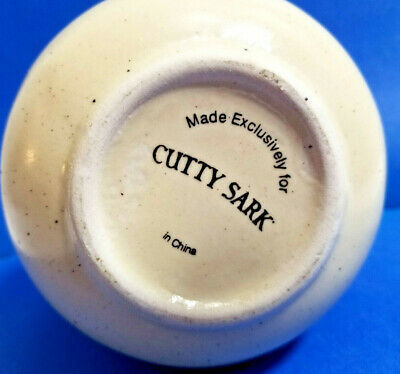 Made Exclusively for
CUTTY SARK
in China